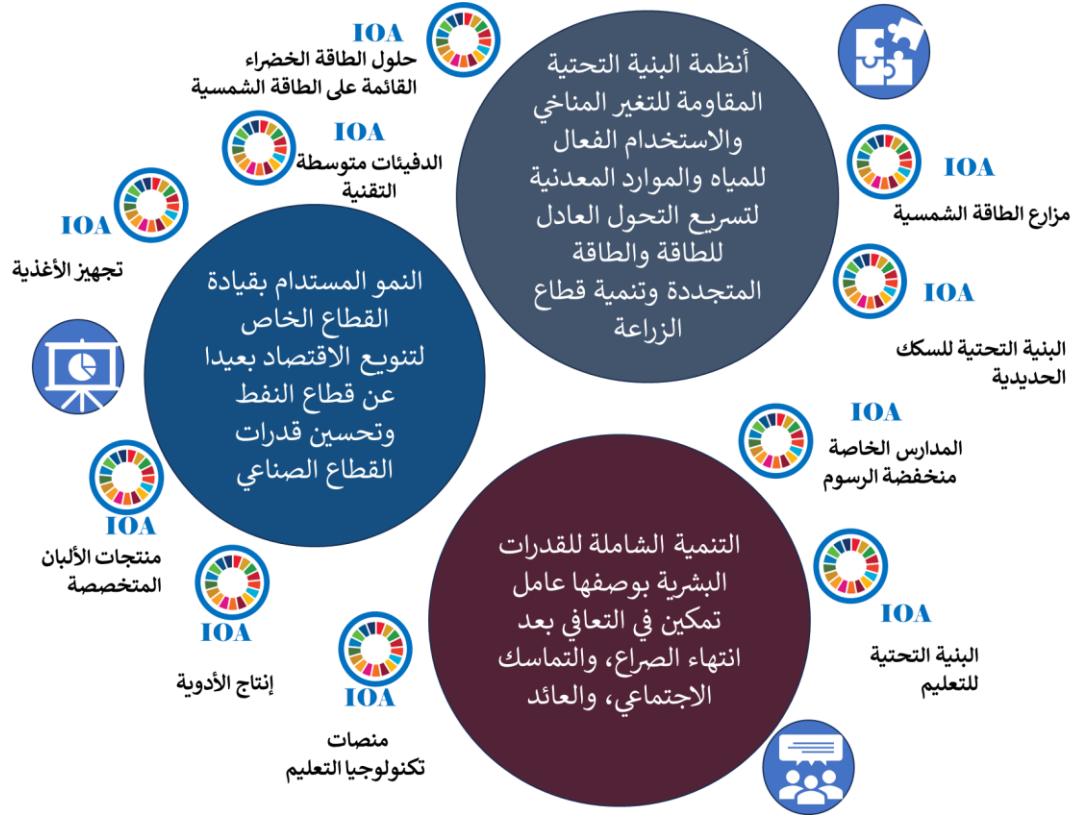 IOA
حلول الطاقة الخضراء
القائمة على الطاقة الشمسية
IOA
الدفيئات متوسطة
التقنية
IOA
تجهيز الأغذية
أنظمة البنية التحتية
المقاومة للتغير المناخي
والاستخدام الفعال
للمياه والموارد المعدنية
لتسريع التحول العادل
للطاقة والطاقة
المتجددة وتنمية قطاع
الزراعة
IOA
مزارع الطاقة الشمسية
IOA
البنية التحتية للسكك
الحديدية
النمو المستدام بقيادة
القطاع الخاص
لتنويع الاقتصاد بعيدا
عن قطاع النفط
وتحسين قدرات
القطاع الصناعي
IOA
المدارس الخاصة
منخفضة الرسوم
IOA
منتجات الألبان
المتخصصة
IOA
إنتاج الأدوية
التنمية الشاملة للقدرات
البشرية بوصفها عامل
تمكين في التعافي بعد
انتهاء الصراع، والتماسك
الاجتماعي، والعائد
IOA
البنية التحتية
للتعليم
IOA
منصات
تكنولوجيا التعليم